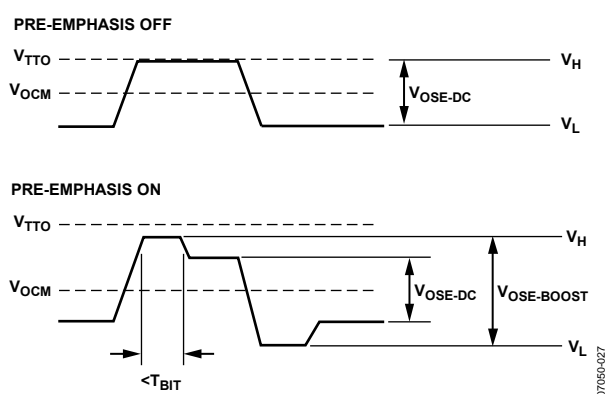 PRE-EMPHASIS OFF
VTTO
VH
VOCM
VOSE-DC
VL
PRE-EMPHASIS ON
VTTO
VH
VOCM
VOSE-DC
VOSE-BOOST
VL
<TBIT
07050-027